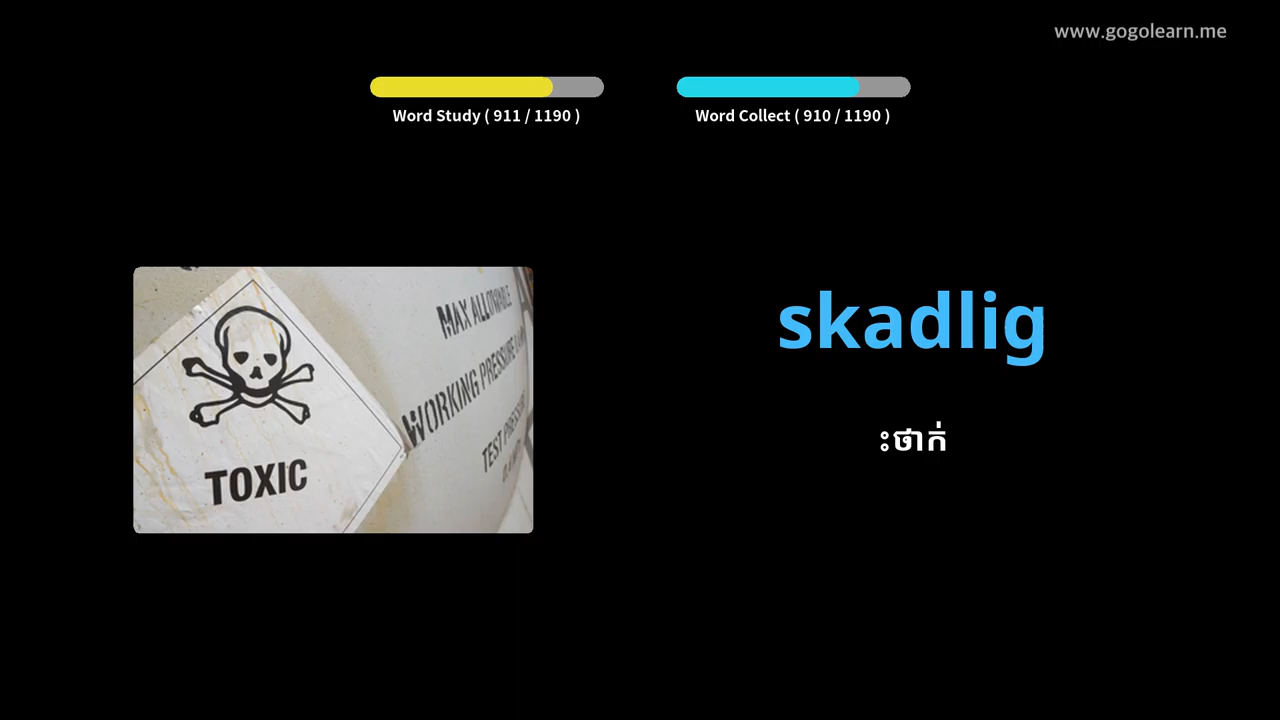 www.gogolearn.me
Word Study ( 911 / 1190 )
Word Collect ( 910 / 1190 )
skadlig
ះថាក់
MAX ALLOWABLE
WORKING PRESSURE
TEST PRESSURE
TOXIC